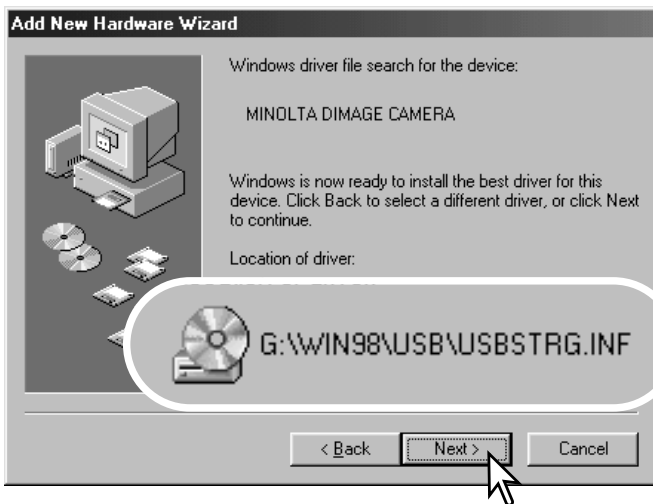 Add New Hardware Wizard
Windows driver file search for the device:
MINOLTA DIMAGE CAMERA
Windows is now ready to install the best driver for this
device. Click Back to select a different driver, or click Next
to continue.
Location of driver:
G:\WIN98\USB\USBSTRG.INF
< Back
Next >
Cancel